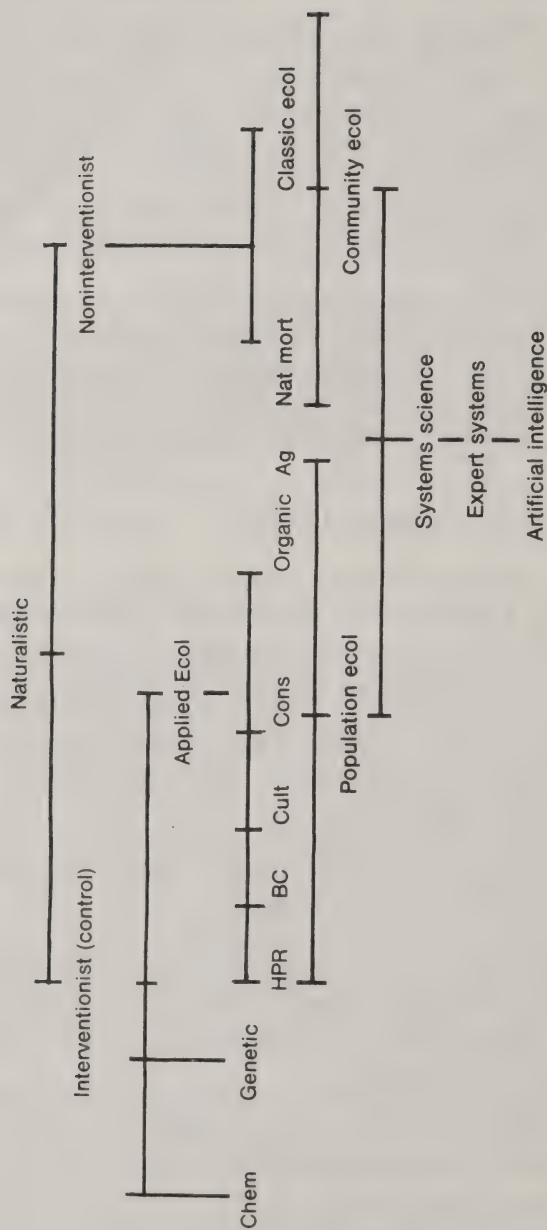 Naturalistic
Interventionist (control)
Noninterventionist
Chem
Genetic
Applied Ecol
HPR
BC
Cult
Cons
Organic Ag
Nat mort
Classic ecol
Population ecol
Community ecol
Systems science
Expert systems
Artificial intelligence